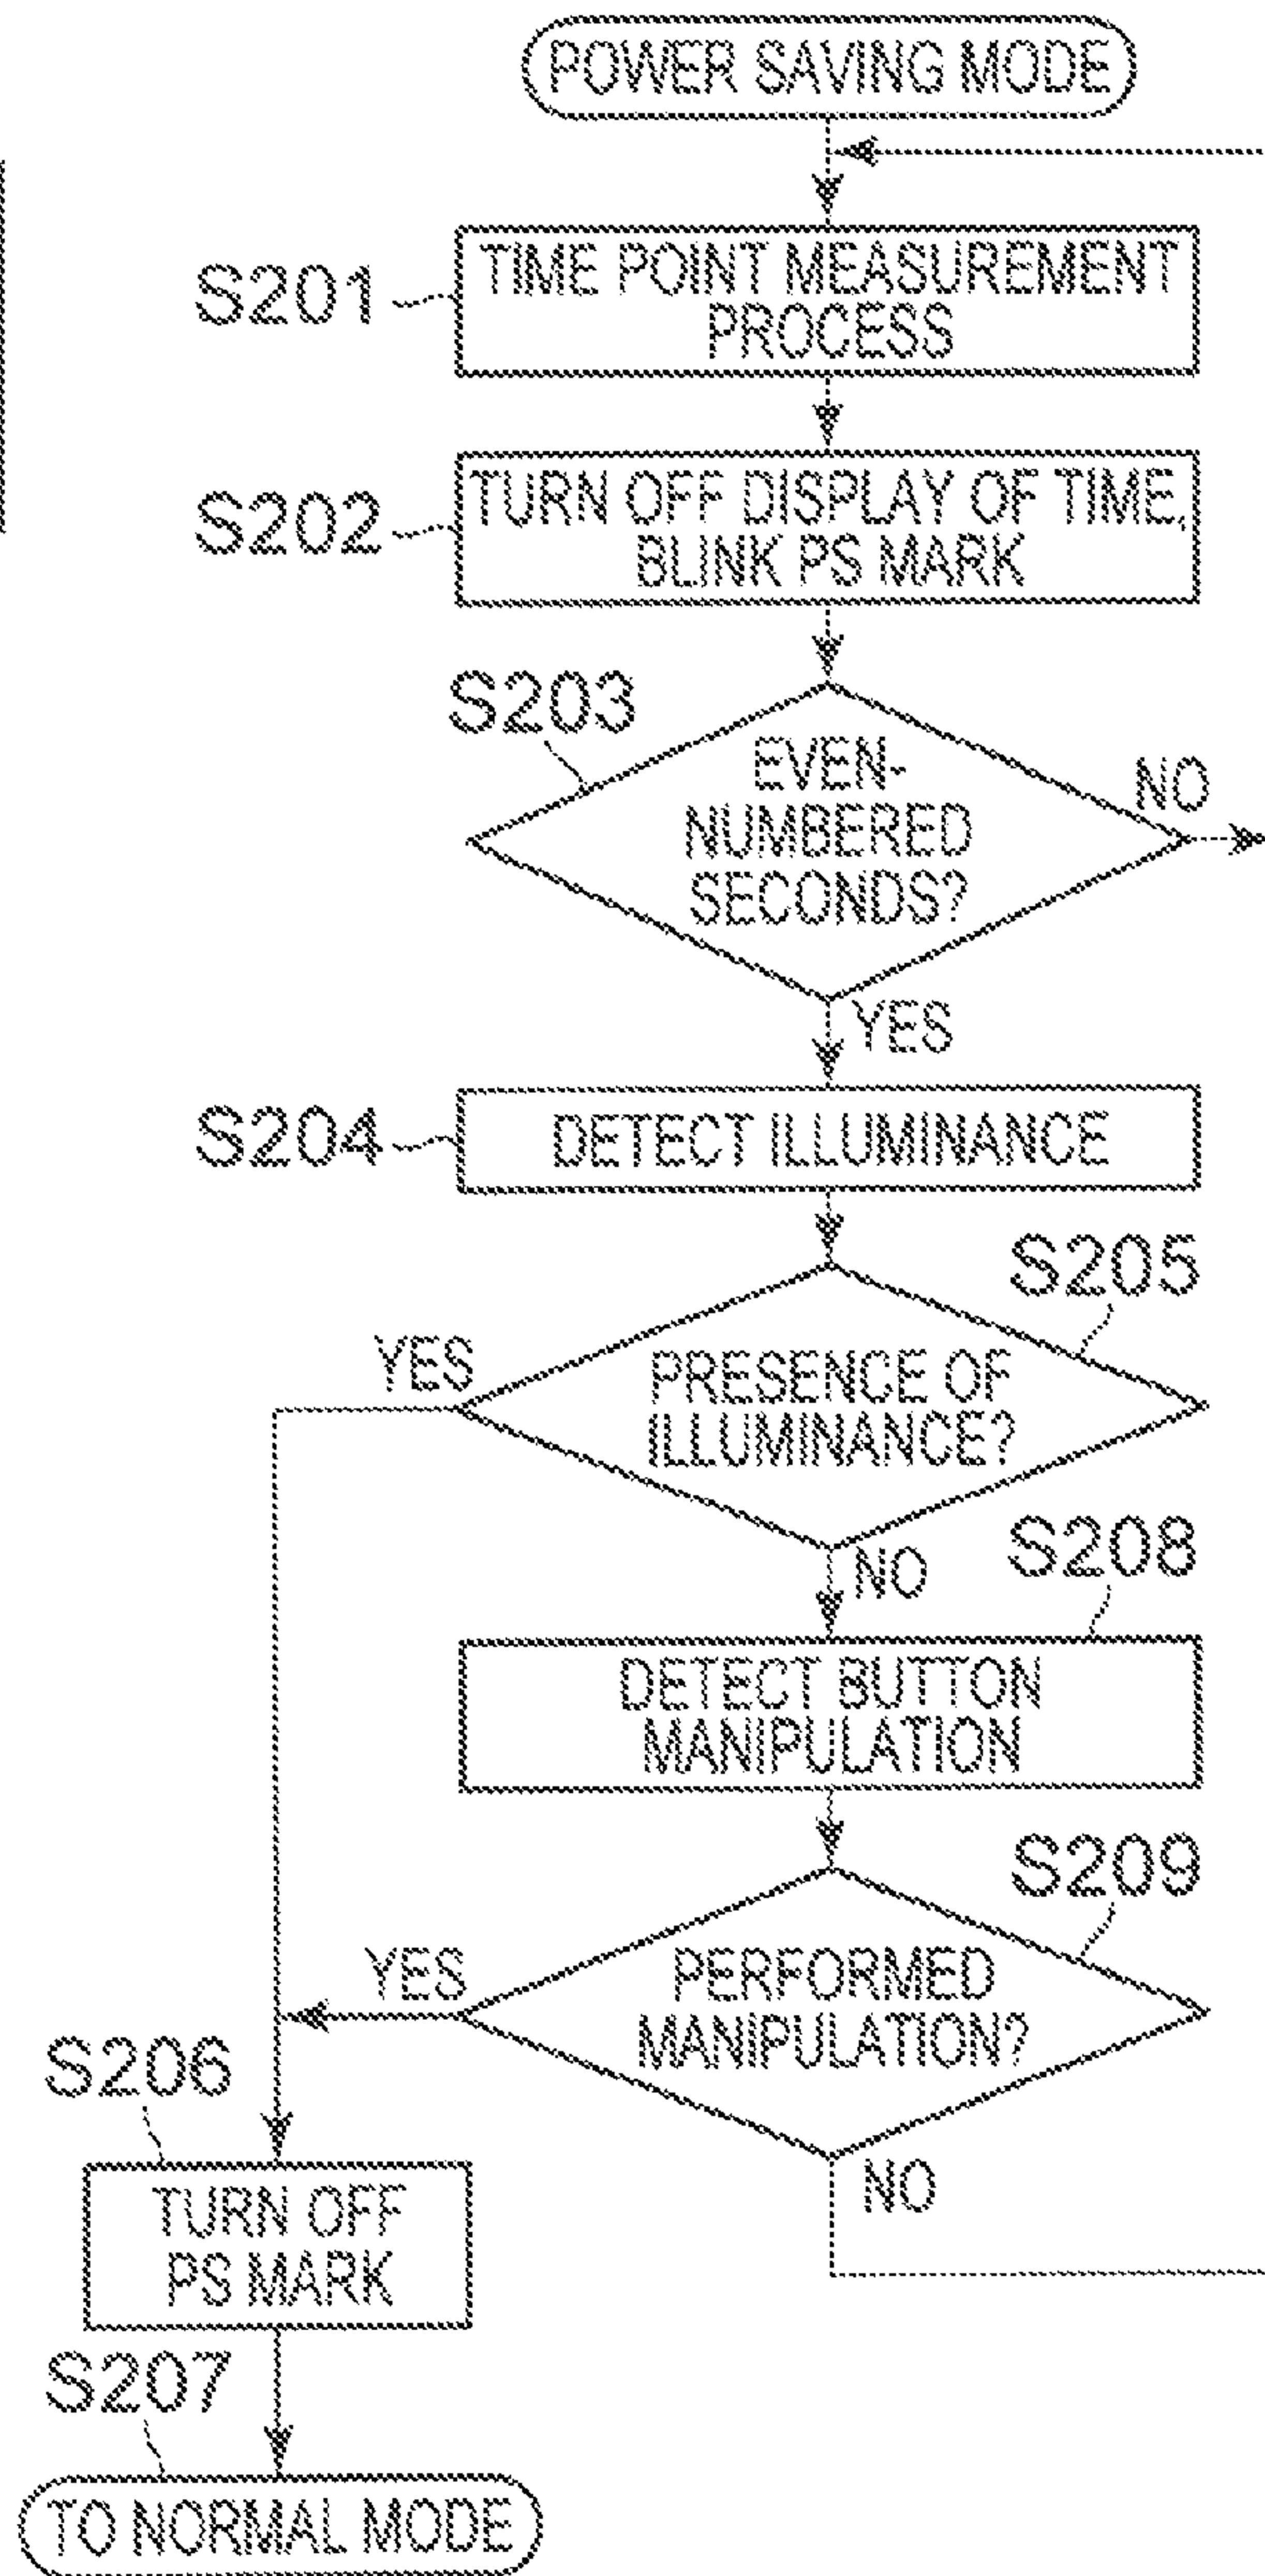 POWER SAVING MODE
S201
TIME POINT MEASUREMENT
PROCESS
S202
TURN OFF DISPLAY OF TIME,
BLINK PS MARK
S203
EVEN-
NUMBERED
SECONDS?
NO
YES
S204
DETECT ILLUMINANCE
S205
YES
PRESENCE OF
ILLUMINANCE?
NO
S208
DETECT BUTTON
MANIPULATION
S209
YES
PERFORMED
MANIPULATION?
NO
S206
TURN OFF
PS MARK
S207
TO NORMAL MODE